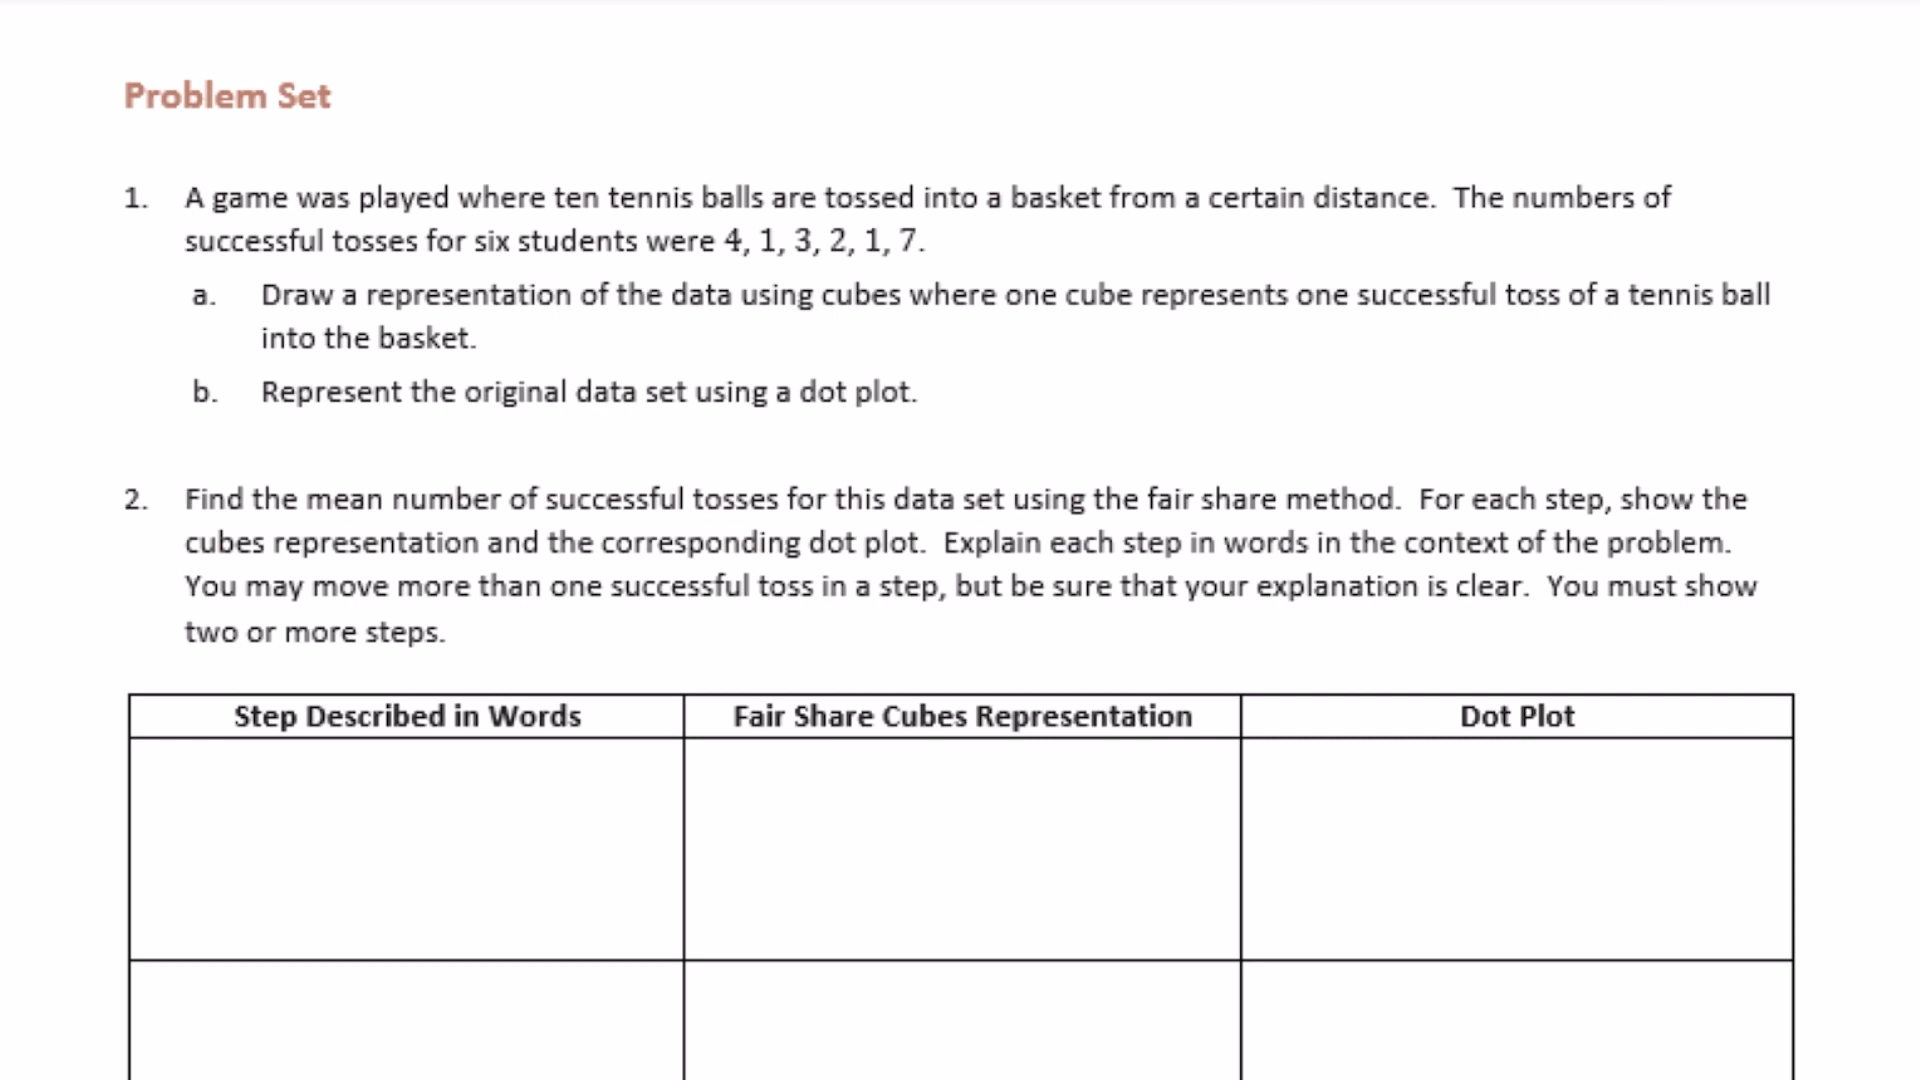 Problem Set
1. A game was played where ten tennis balls are tossed into a basket from a certain distance. The numbers of
successful tosses for six students were 4, 1, 3, 2, 1, 7.
a. Draw a representation of the data using cubes where one cube represents one successful toss of a tennis ball
into the basket.
b. Represent the original data set using a dot plot.
2. Find the mean number of successful tosses for this data set using the fair share method. For each step, show the
cubes representation and the corresponding dot plot. Explain each step in words in the context of the problem.
You may move more than one successful toss in a step, but be sure that your explanation is clear. You must show
two or more steps.
Step Described in Words Fair Share Cubes Representation Dot Plot